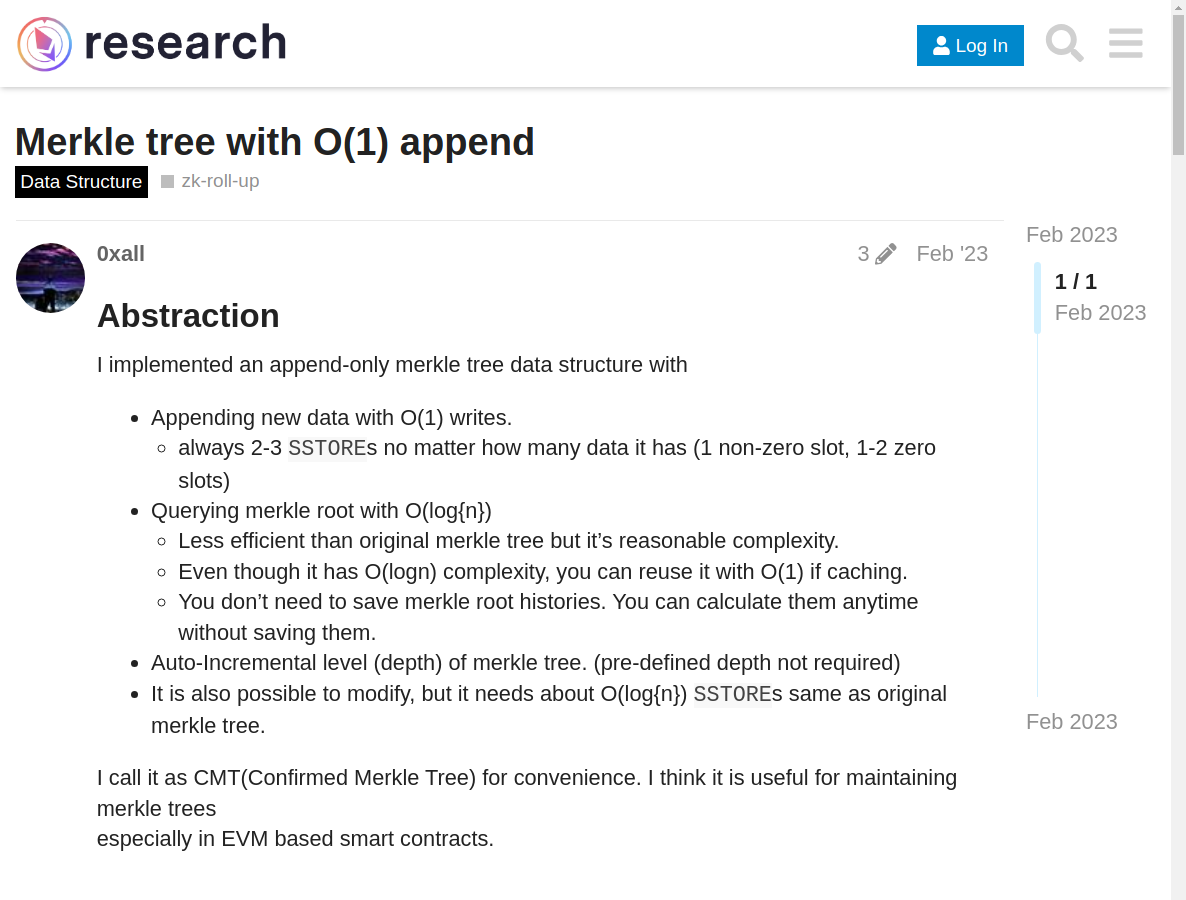 research
Log In
Merkle tree with O(1) append
Data Structure zk-roll-up
Feb 2023
0xall 3 Feb '23
1 / 1
Feb 2023
Abstraction
I implemented an append-only merkle tree data structure with
Appending new data with O(1) writes.
always 2-3 SSTOREs no matter how many data it has (1 non-zero slot, 1-2 zero
slots)
Querying merkle root with O(log{n})
Less efficient than original merkle tree but it’s reasonable complexity.
Even though it has O(logn) complexity, you can reuse it with O(1) if caching.
You don’t need to save merkle root histories. You can calculate them anytime
without saving them.
Auto-Incremental level (depth) of merkle tree. (pre-defined depth not required)
It is also possible to modify, but it needs about O(log{n}) SSTOREs same as original
merkle tree.
Feb 2023
I call it as CMT(Confirmed Merkle Tree) for convenience. I think it is useful for maintaining
merkle trees
especially in EVM based smart contracts.